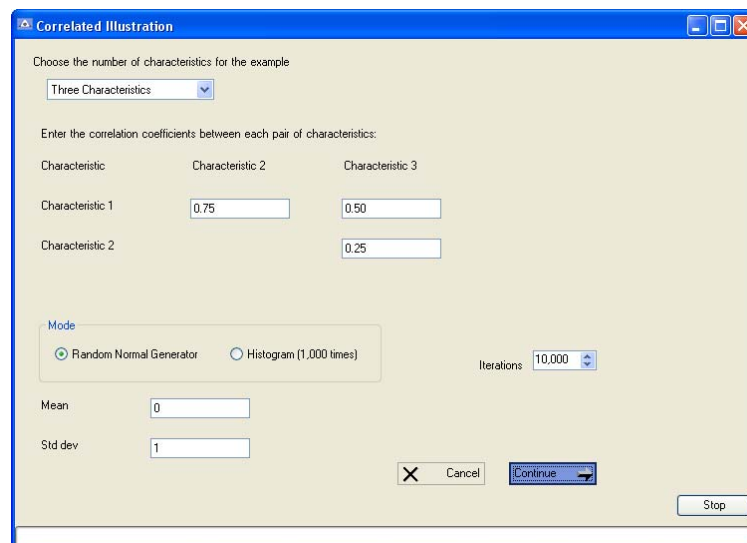 Correlated Illustration
Choose the number of characteristics for the example
Three Characteristics
Enter the correlation coefficients between each pair of characteristics:
Characteristic Characteristic 2 Characteristic 3
Characteristic 1 0.75 0.50
Characteristic 2 0.25
Mode
Random Normal Generator Histogram (1,000 times)
Iterations 10,000
Mean 0
Std dev 1
Cancel Continue
Stop